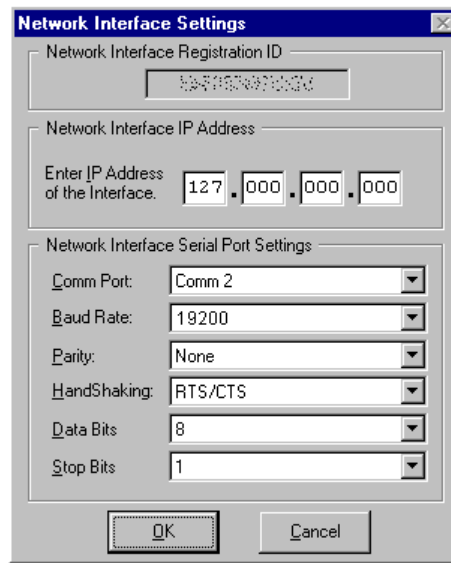 Network Interface Settings
Network Interface Registration ID
Network Interface IP Address
Enter IP Address
of the Interface.
127.000.000.000
Network Interface Serial Port Settings
Comm Port: Comm 2
Baud Rate: 19200
Parity: None
HandShaking: RTS/CTS
Data Bits 8
Stop Bits 1
OK Cancel